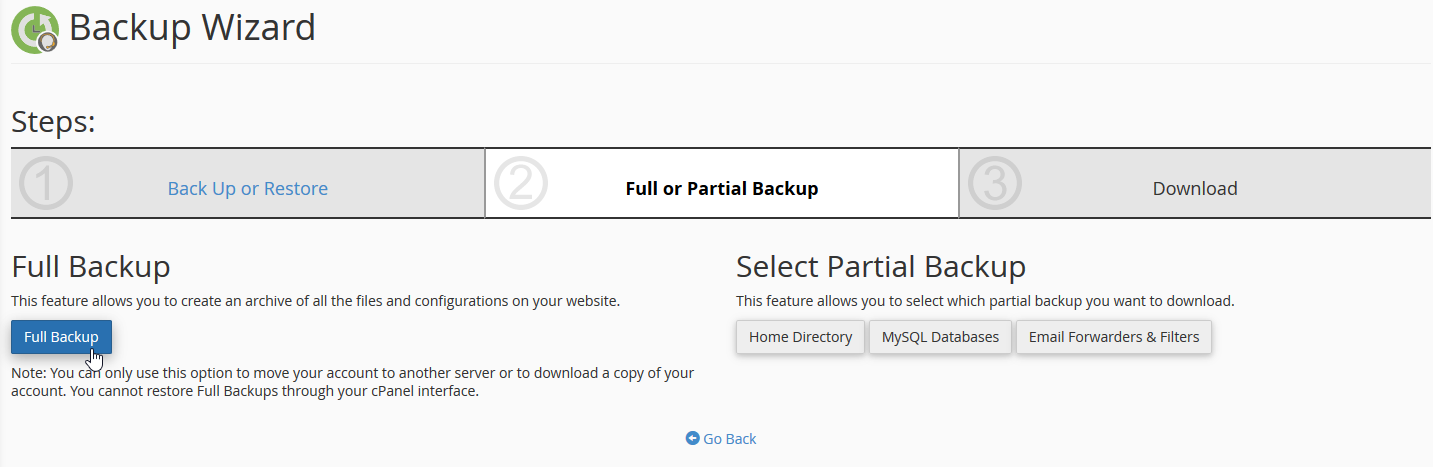 Backup Wizard
Steps:
1
Back Up or Restore
2
Full or Partial Backup
3
Download
Full Backup
This feature allows you to create an archive of all the files and configurations on your website.
Full Backup
Note: You can only use this option to move your account to another server or to download a copy of your
account. You cannot restore Full Backups through your cPanel interface.
Select Partial Backup
This feature allows you to select which partial backup you want to download.
Home Directory
MySQL Databases
Email Forwarders & Filters
Go Back